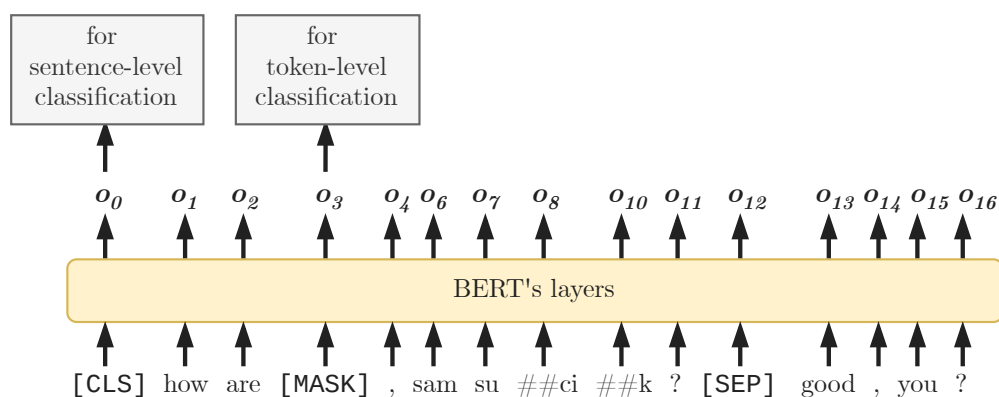 for
sentence-level
classification
for
token-level
classification
o0 o1 o2 o3 o4 o6 o7 o8 o10 o11 o12 o13 o14 o15 o16
BERT's layers
[CLS] how are [MASK] , sam su ##ci ##k ? [SEP] good , you ?